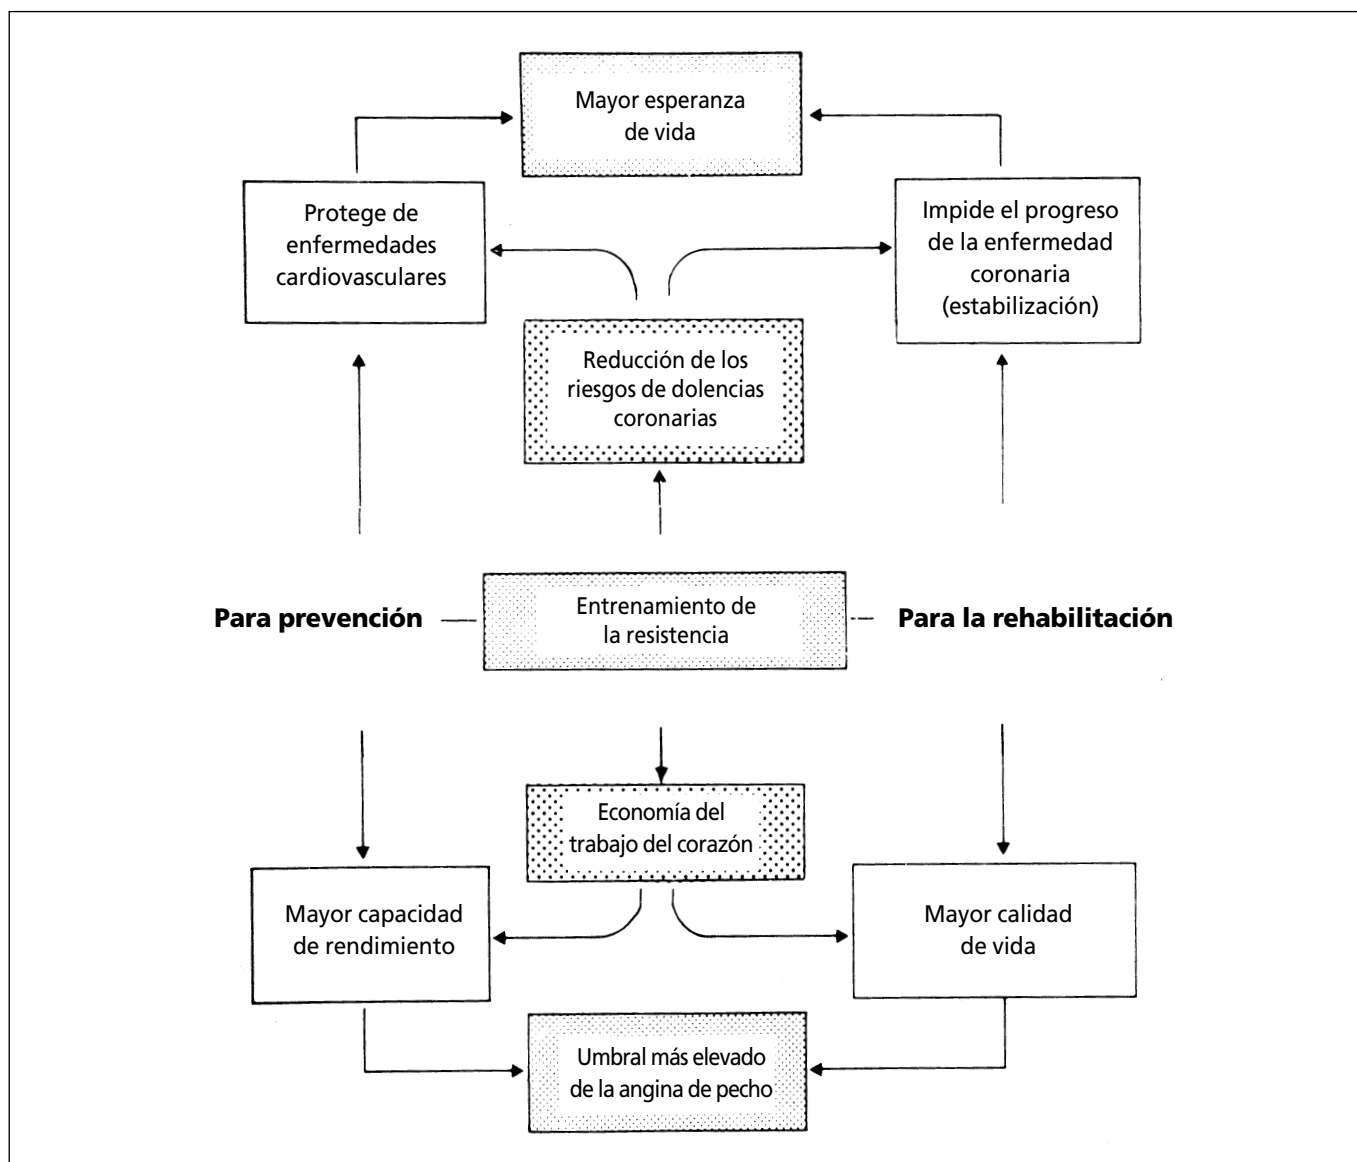 Mayor esperanza
de vida
Protege de
enfermedades
cardiovasculares
Impide el progreso
de la enfermedad
coronaria
(estabilización)
Reducción de los
riesgos de dolencias
coronarias
Para prevención
Entrenamiento de
la resistencia
Para la rehabilitación
Economía del
trabajo del corazón
Mayor capacidad
de rendimiento
Mayor calidad
de vida
Umbral más elevado
de la angina de pecho